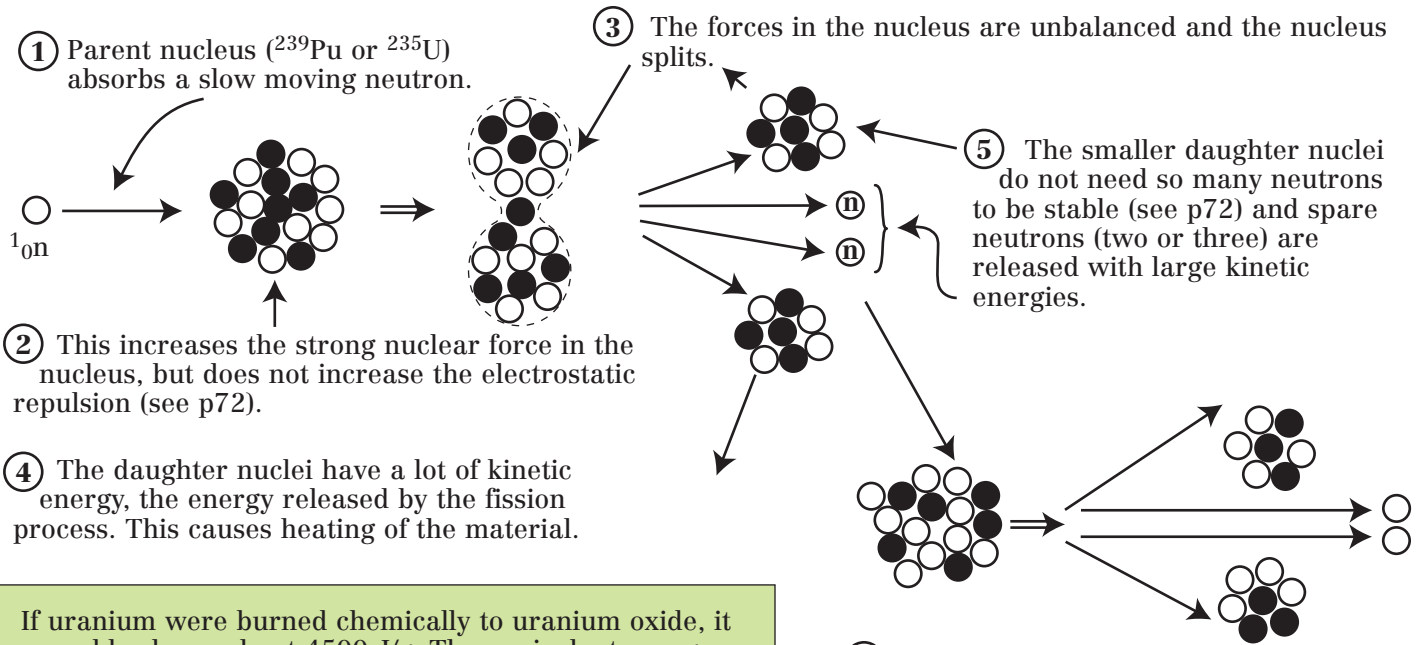 ① Parent nucleus (²³⁹Pu or ²³⁵U)
absorbs a slow moving neutron.
③ The forces in the nucleus are unbalanced and the nucleus
splits.
¹₀n
② This increases the strong nuclear force in the
nucleus, but does not increase the electrostatic
repulsion (see p72).
④ The daughter nuclei have a lot of kinetic
energy, the energy released by the fission
process. This causes heating of the material.
n
n
⑤ The smaller daughter nuclei
do not need so many neutrons
to be stable (see p72) and spare
neutrons (two or three) are
released with large kinetic
energies.
If uranium were burned chemically to uranium oxide, it